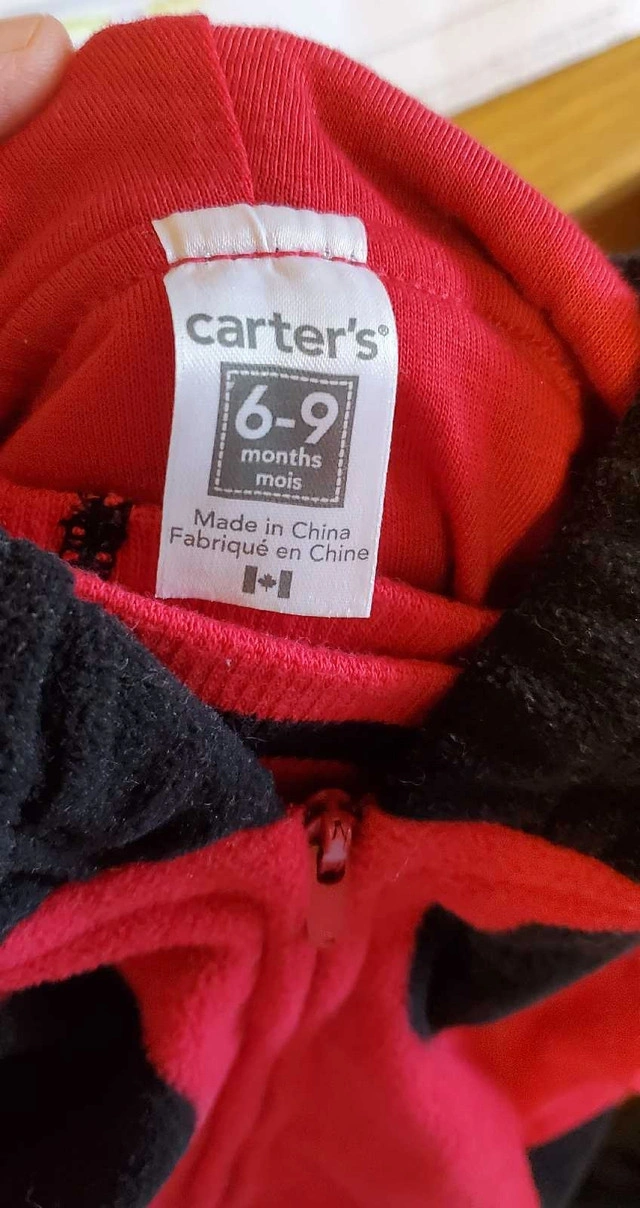 carter's®
6-9
months
mois
Made in China
Fabriqué en Chine